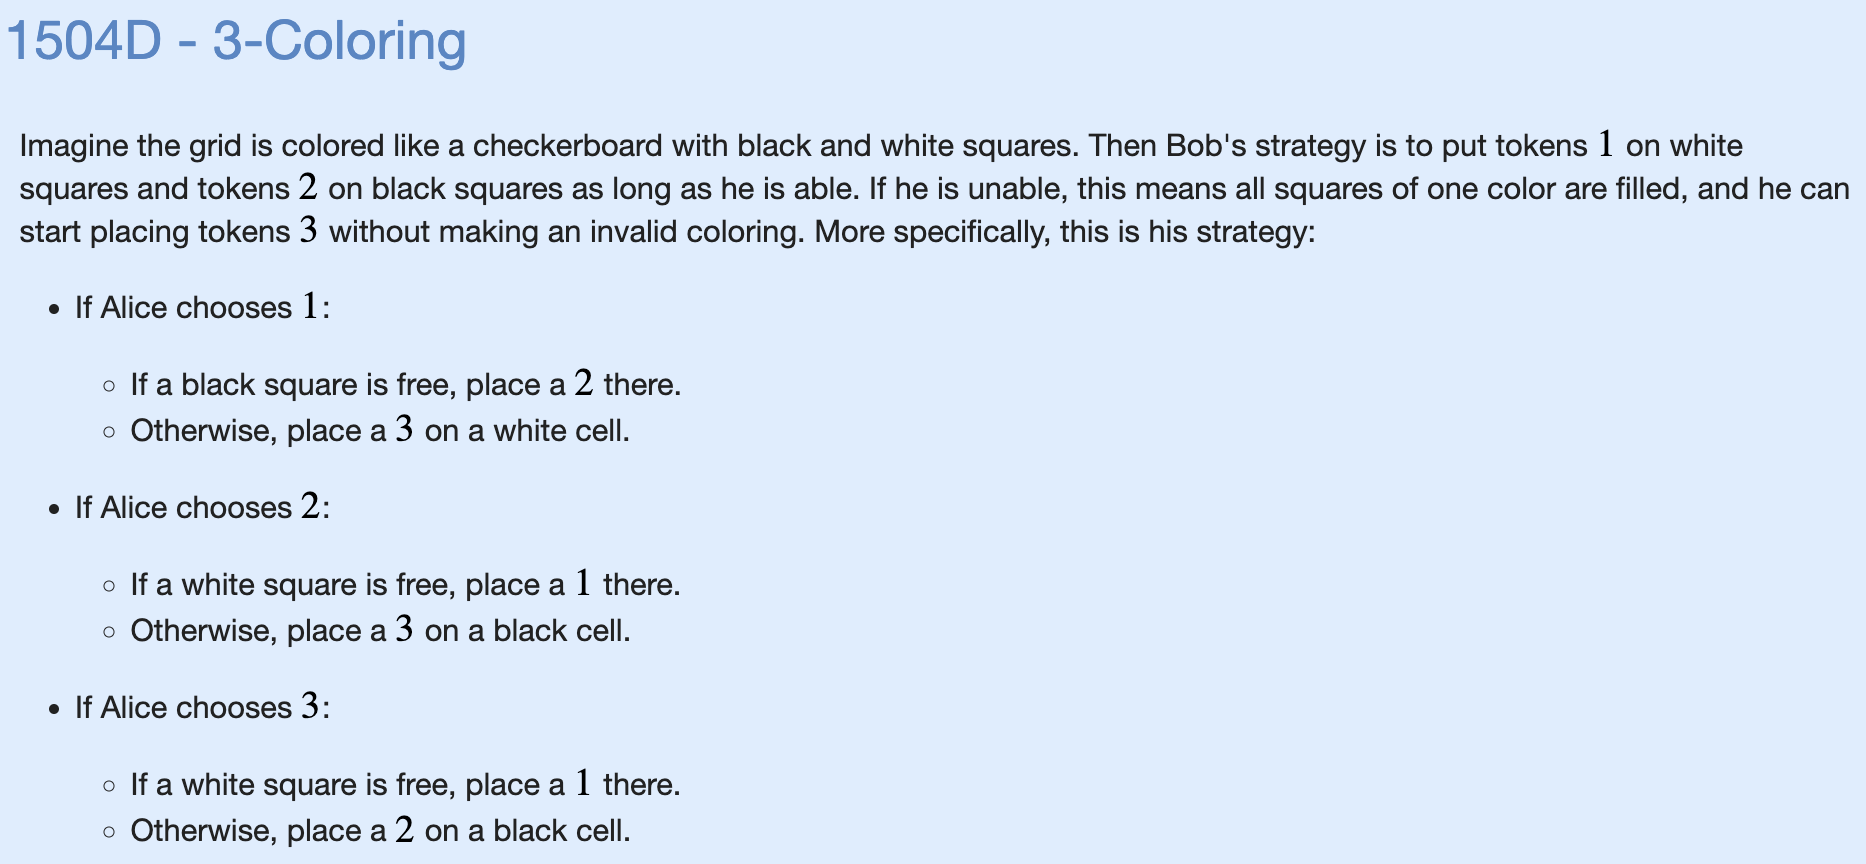 1504D - 3-Coloring
Imagine the grid is colored like a checkerboard with black and white squares. Then Bob's strategy is to put tokens 1 on white
squares and tokens 2 on black squares as long as he is able. If he is unable, this means all squares of one color are filled, and he can
start placing tokens 3 without making an invalid coloring. More specifically, this is his strategy:
• If Alice chooses 1:
◦ If a black square is free, place a 2 there.
◦ Otherwise, place a 3 on a white cell.
• If Alice chooses 2:
◦ If a white square is free, place a 1 there.
◦ Otherwise, place a 3 on a black cell.
• If Alice chooses 3:
◦ If a white square is free, place a 1 there.
◦ Otherwise, place a 2 on a black cell.